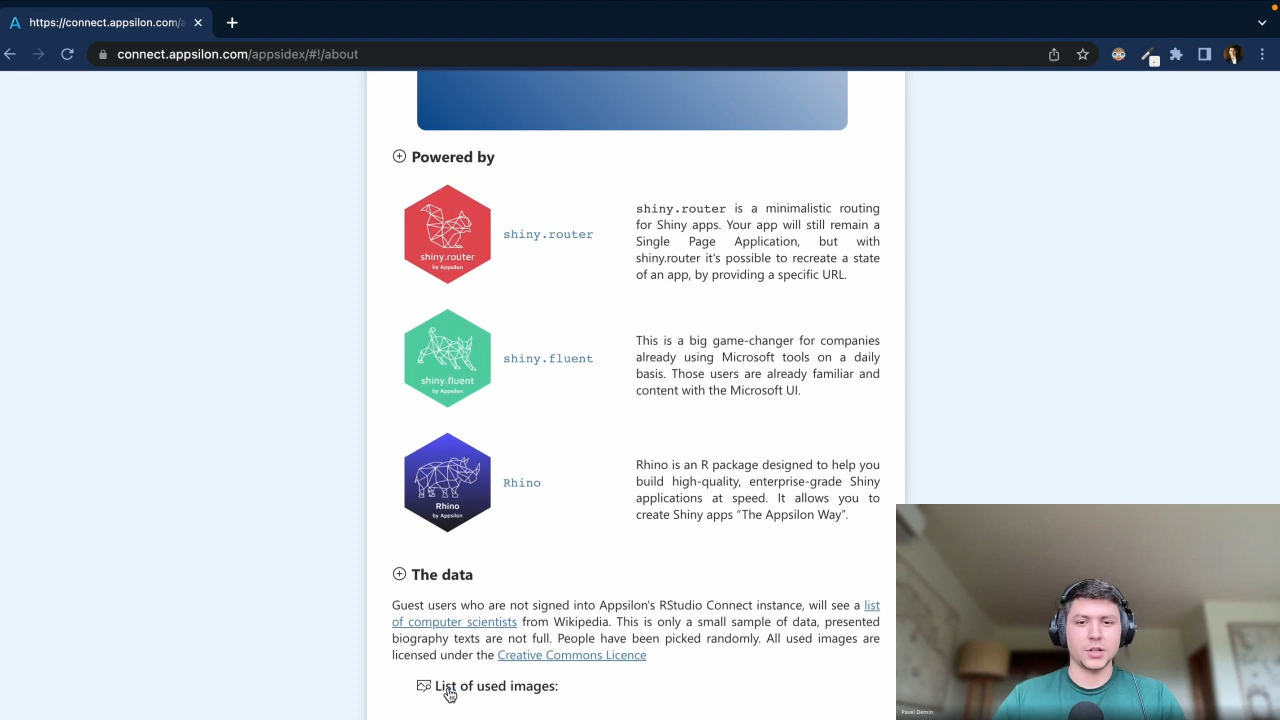 https://connect.appsilon.com/a
connect.appsilon.com/appsidex/#!/about
Powered by
shiny.router
by Appsilon
shiny.router
shiny.router is a minimalistic routing
for Shiny apps. Your app will still remain a
Single Page Application, but with
shiny.router it's possible to recreate a state
of an app, by providing a specific URL.
shiny.fluent
by Appsilon
shiny.fluent
This is a big game-changer for companies
already using Microsoft tools on a daily
basis. Those users are already familiar and
content with the Microsoft UI.
Rhino
by Appsilon
Rhino
Rhino is an R package designed to help you
build high-quality, enterprise-grade Shiny
applications at speed. It allows you to
create Shiny apps “The Appsilon Way”.
The data
Guest users who are not signed into Appsilon's RStudio Connect instance, will see a list
of computer scientists from Wikipedia. This is only a small sample of data, presented
biography texts are not full. People have been picked randomly. All used images are
licensed under the Creative Commons Licence
List of used images:
Pavel Demin